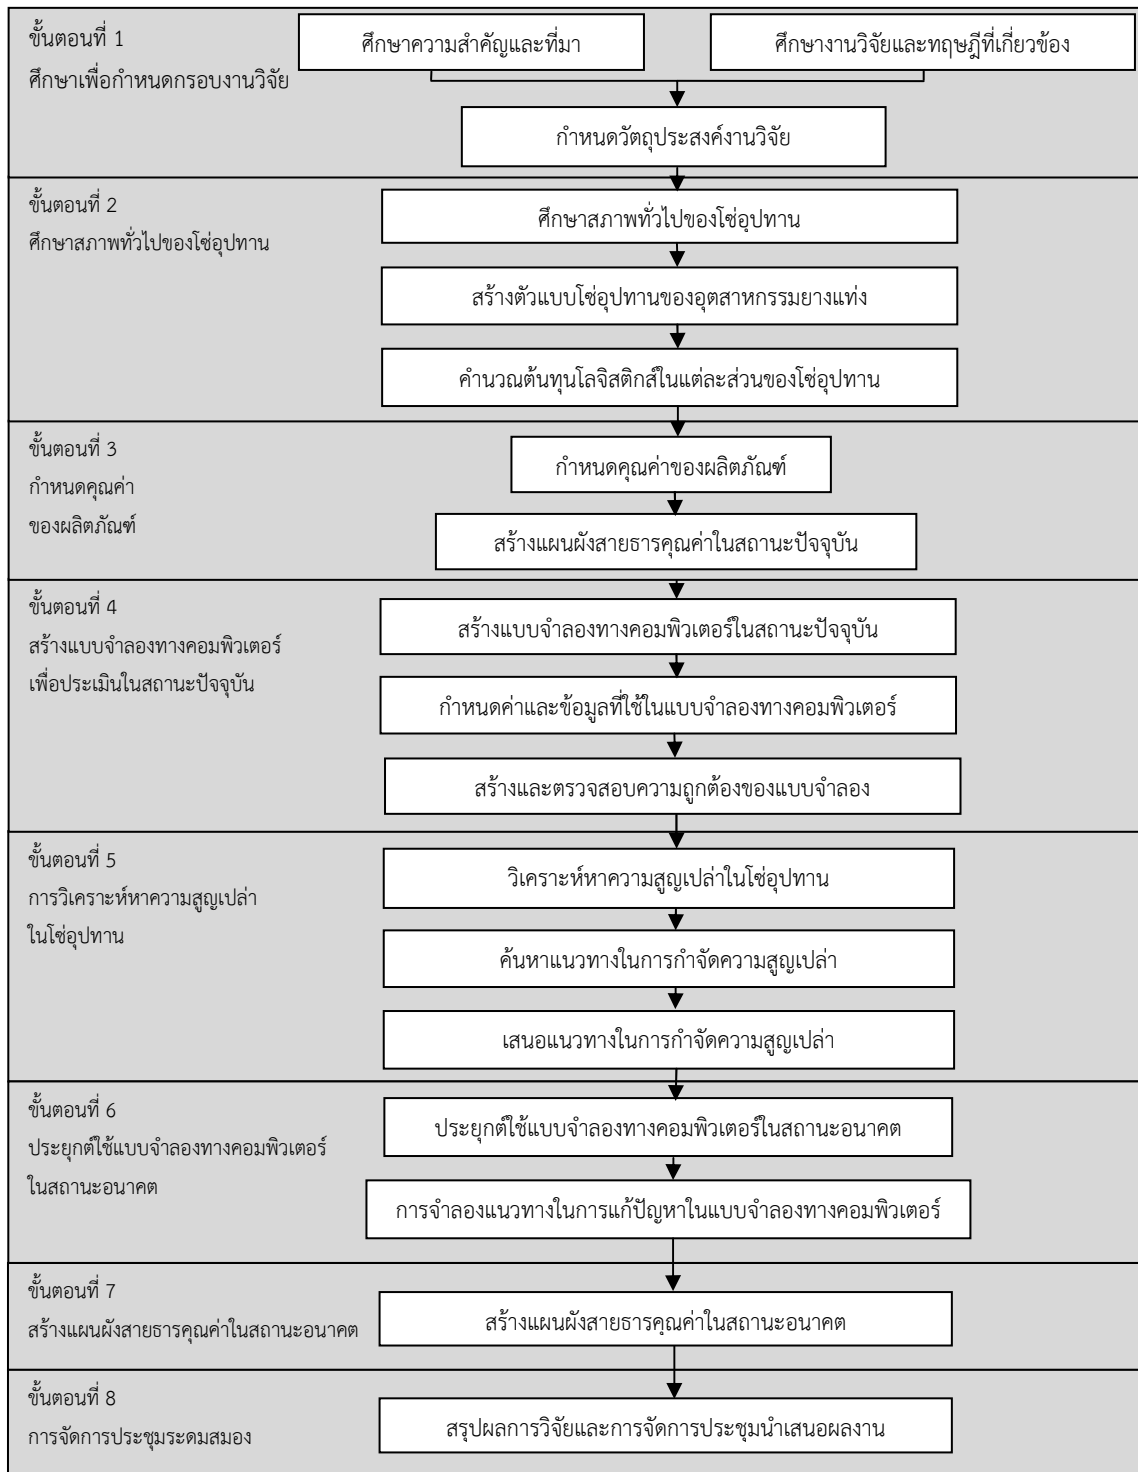 ขั้นตอนที่ 1
ศึกษาเพื่อกำหนดกรอบงานวิจัย
ศึกษาความสำคัญและที่มา
ศึกษางานวิจัยและทฤษฎีที่เกี่ยวข้อง
กำหนดวัตถุประสงค์งานวิจัย
ขั้นตอนที่ 2
ศึกษาสภาพทั่วไปของโซ่อุปทาน
ศึกษาสภาพทั่วไปของโซ่อุปทาน
สร้างตัวแบบโซ่อุปทานของอุตสาหกรรมยางแท่ง
คำนวณต้นทุนโลจิสติกส์ในแต่ละส่วนของโซ่อุปทาน
ขั้นตอนที่ 3
กำหนดคุณค่า
ของผลิตภัณฑ์
กำหนดคุณค่าของผลิตภัณฑ์
สร้างแผนผังสายธารคุณค่าในสถานะปัจจุบัน
ขั้นตอนที่ 4
สร้างแบบจำลองทางคอมพิวเตอร์
เพื่อประเมินในสถานะปัจจุบัน
สร้างแบบจำลองทางคอมพิวเตอร์ในสถานะปัจจุบัน
กำหนดค่าและข้อมูลที่ใช้ในแบบจำลองทางคอมพิวเตอร์
สร้างและตรวจสอบความถูกต้องของแบบจำลอง
ขั้นตอนที่ 5
การวิเคราะห์หาความสูญเปล่า
ในโซ่อุปทาน
วิเคราะห์หาความสูญเปล่าในโซ่อุปทาน
ค้นหาแนวทางในการกำจัดความสูญเปล่า
เสนอแนวทางในการกำจัดความสูญเปล่า
ขั้นตอนที่ 6
ประยุกต์ใช้แบบจำลองทางคอมพิวเตอร์
ในสถานะอนาคต
ประยุกต์ใช้แบบจำลองทางคอมพิวเตอร์ในสถานะอนาคต
การจำลองแนวทางในการแก้ปัญหาในแบบจำลองทางคอมพิวเตอร์
ขั้นตอนที่ 7
สร้างแผนผังสายธารคุณค่าในสถานะอนาคต
สร้างแผนผังสายธารคุณค่าในสถานะอนาคต
ขั้นตอนที่ 8
การจัดการประชุมระดมสมอง
สรุปผลการวิจัยและการจัดการประชุมนำเสนอผลงาน